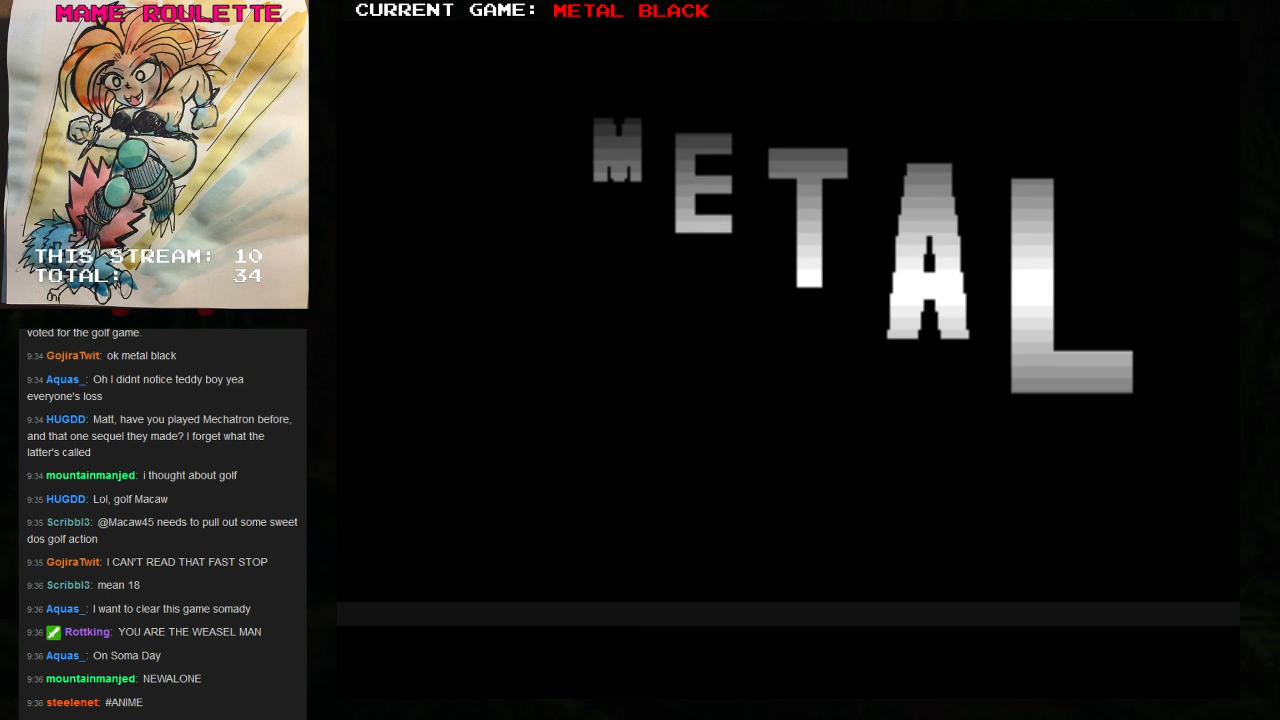 MAME ROULETTE
CURRENT GAME: METAL BLACK
METAL
THIS STREAM: 10
TOTAL: 34
voted for the golf game.
9:34 GojiraTwit: ok metal black
9:34 Aquas_: Oh I didnt notice teddy boy yea
everyone's loss
9:34 HUGDD: Matt, have you played Mechatron before,
and that one sequel they made? I forget what the
latter's called
9:34 mountainmanjed: i thought about golf
9:35 HUGDD: Lol, golf Macaw
9:35 Scribbl3: @Macaw45 needs to pull out some sweet
dos golf action
9:35 GojiraTwit: I CAN'T READ THAT FAST STOP
9:36 Scribbl3: mean 18
9:36 Aquas_: I want to clear this game somady
9:36 Rottking: YOU ARE THE WEASEL MAN
9:36 Aquas_: On Soma Day
9:36 mountainmanjed: NEWALONE
9:36 steelenet: #ANIME